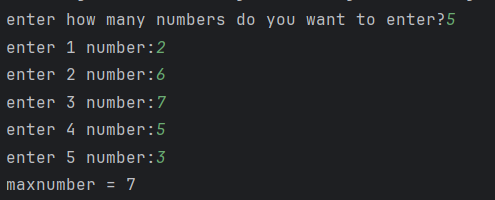 enter how many numbers do you want to enter?5
enter 1 number:2
enter 2 number:6
enter 3 number:7
enter 4 number:5
enter 5 number:3
maxnumber = 7